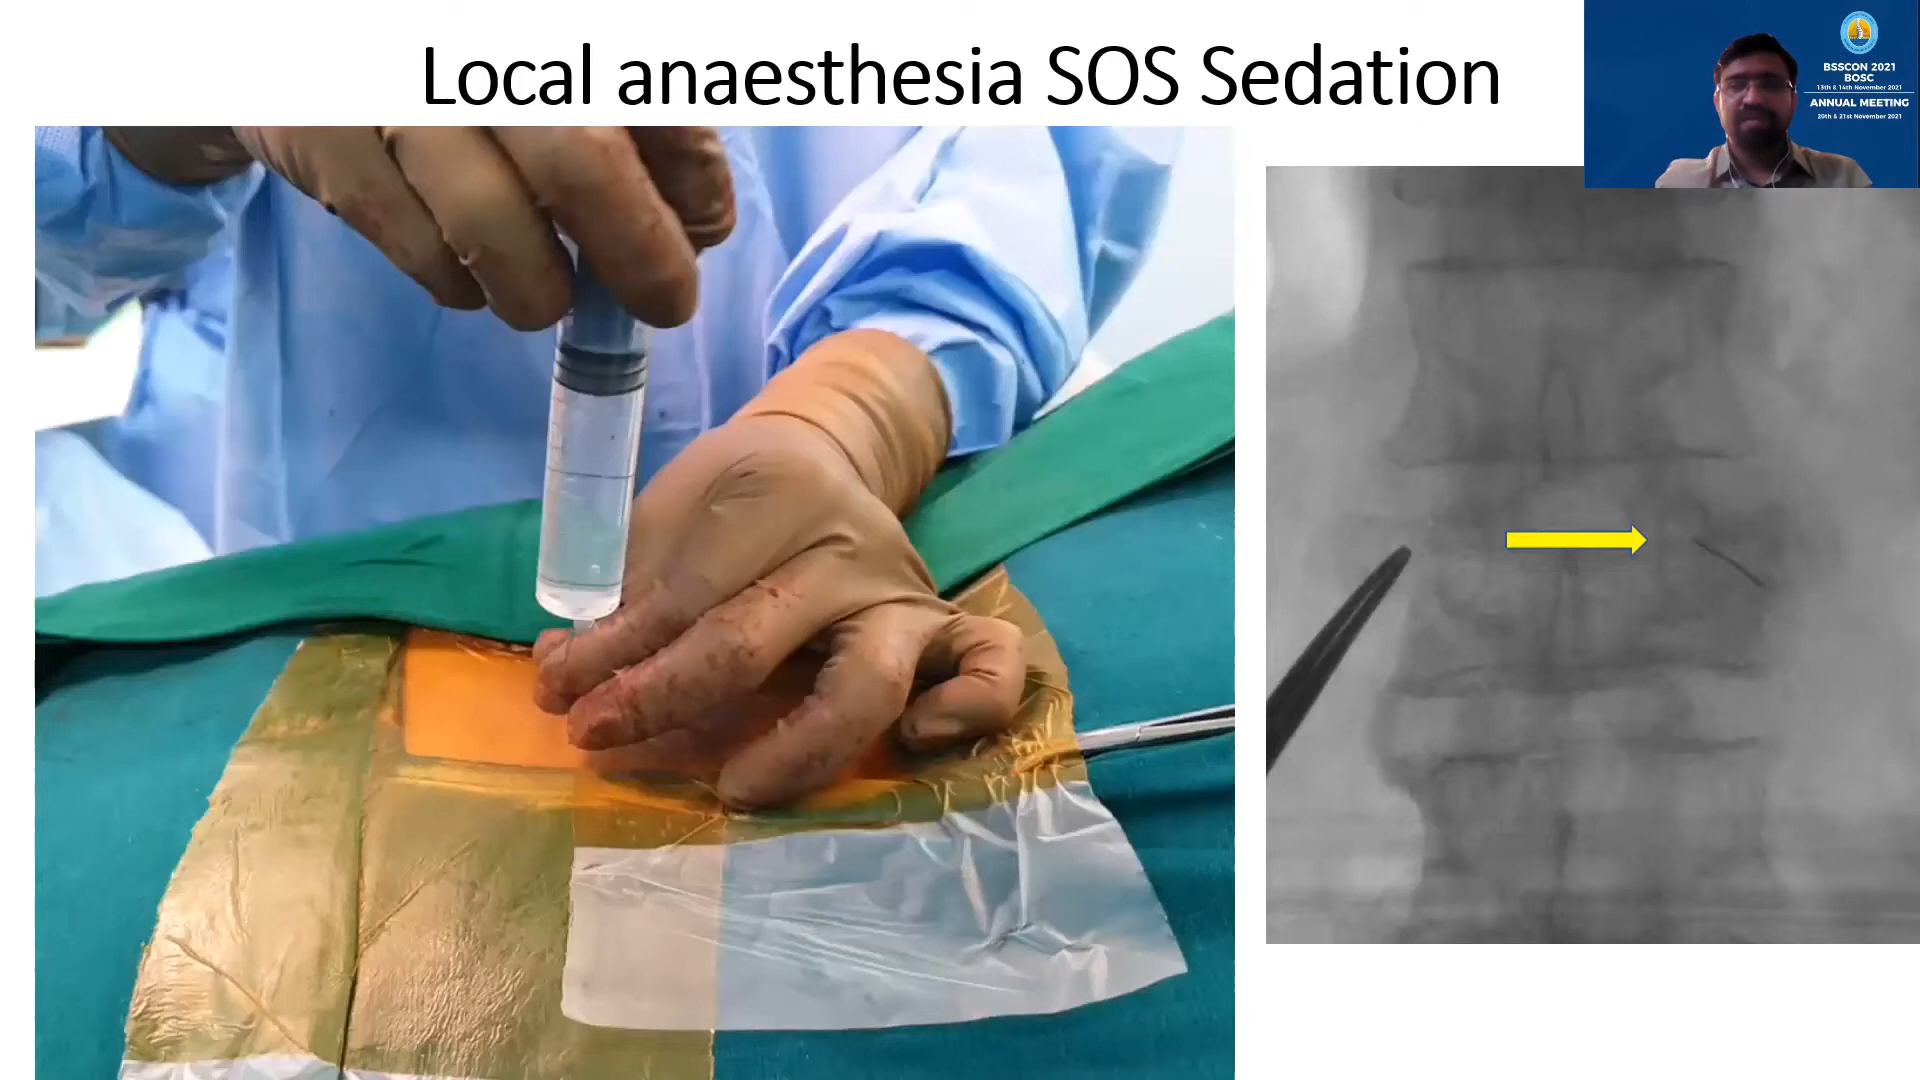 Local anaesthesia SOS Sedation
BSSCON 2021
BOSC
13th & 14th November 2021
ANNUAL MEETING
20th & 21st November 2021